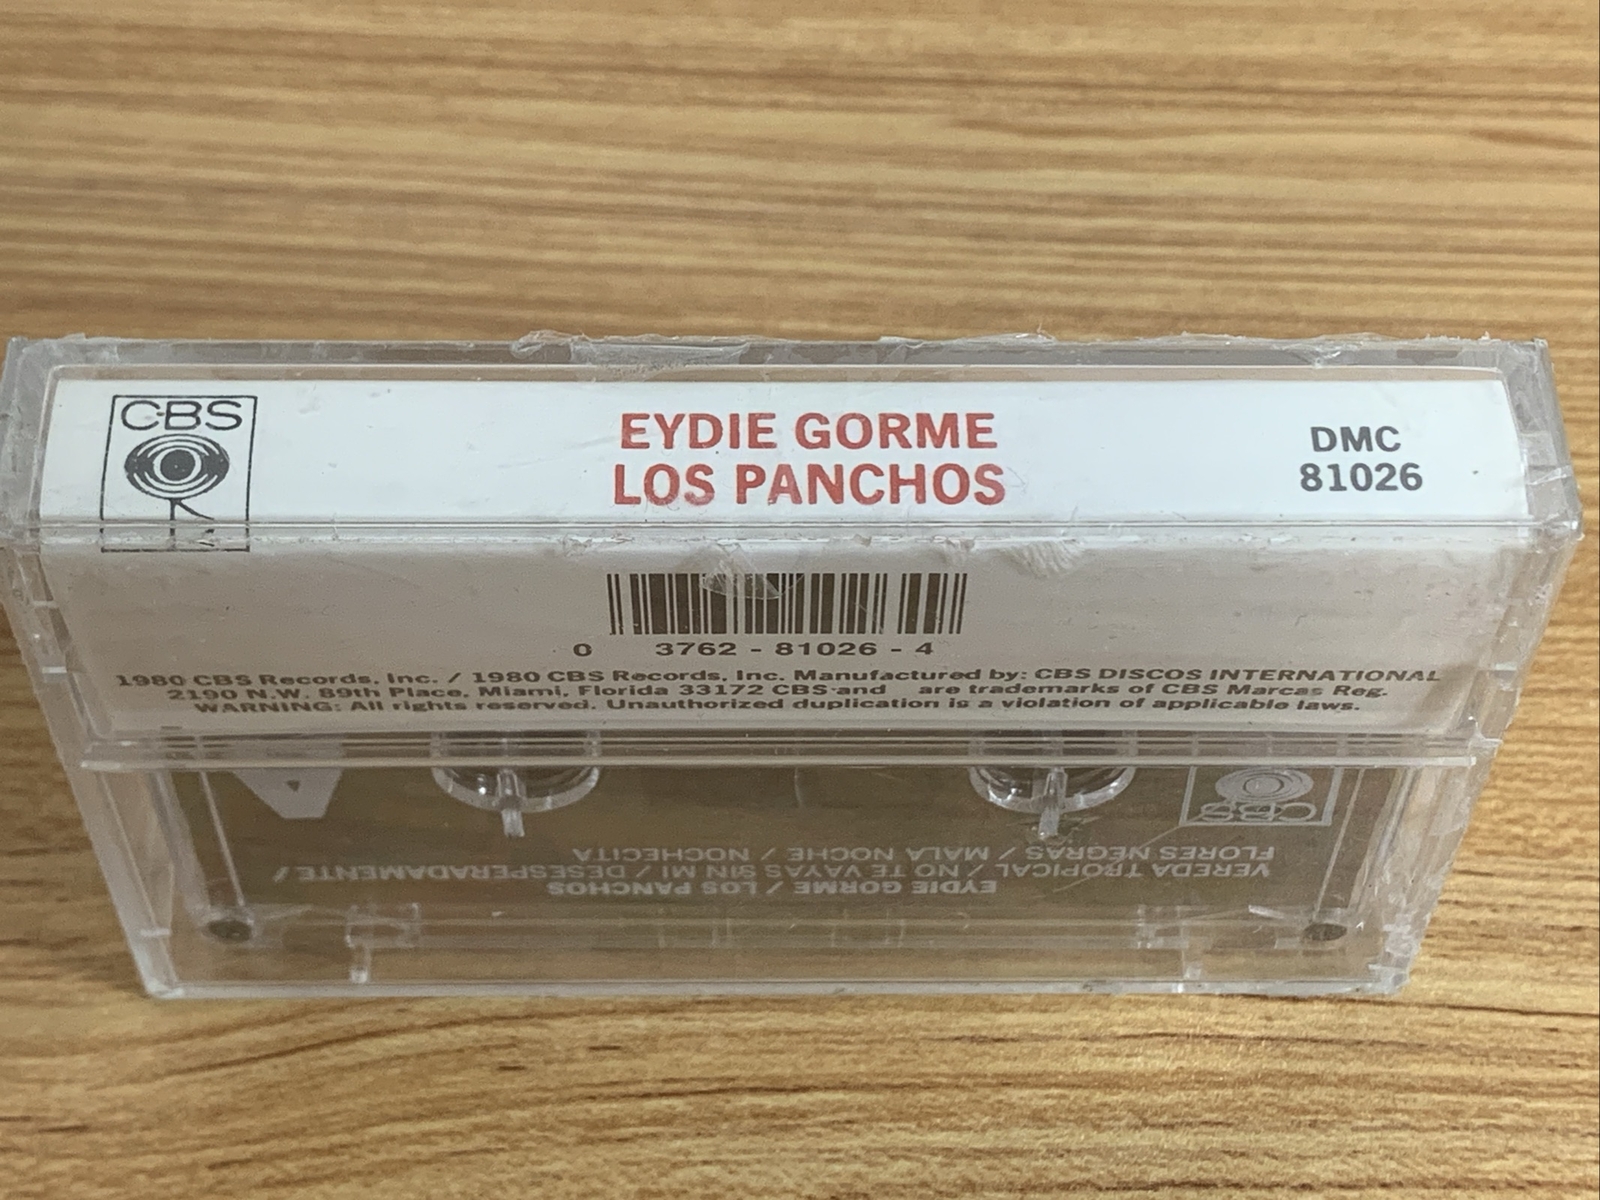 CBS
EYDIE GORME
LOS PANCHOS
DMC
81026
0 3762 - 81026 - 4
1980 CBS Records, Inc. / 1980 CBS Records, Inc. Manufactured by: CBS DISCOS INTERNATIONAL
2190 N.W. 89th Place, Miami, Florida 33172 CBS and are trademarks of CBS Marcas Reg.
WARNING: All rights reserved. Unauthorized duplication is a violation of applicable laws.
A
CBS
EYDIE GORME / LOS PANCHOS
VEREDA TROPICAL / NO TE VAYAS SIN MI / DESESPERADAMENTE /
FLORES NEGRAS / MALA NOCHE / NOCHECITA